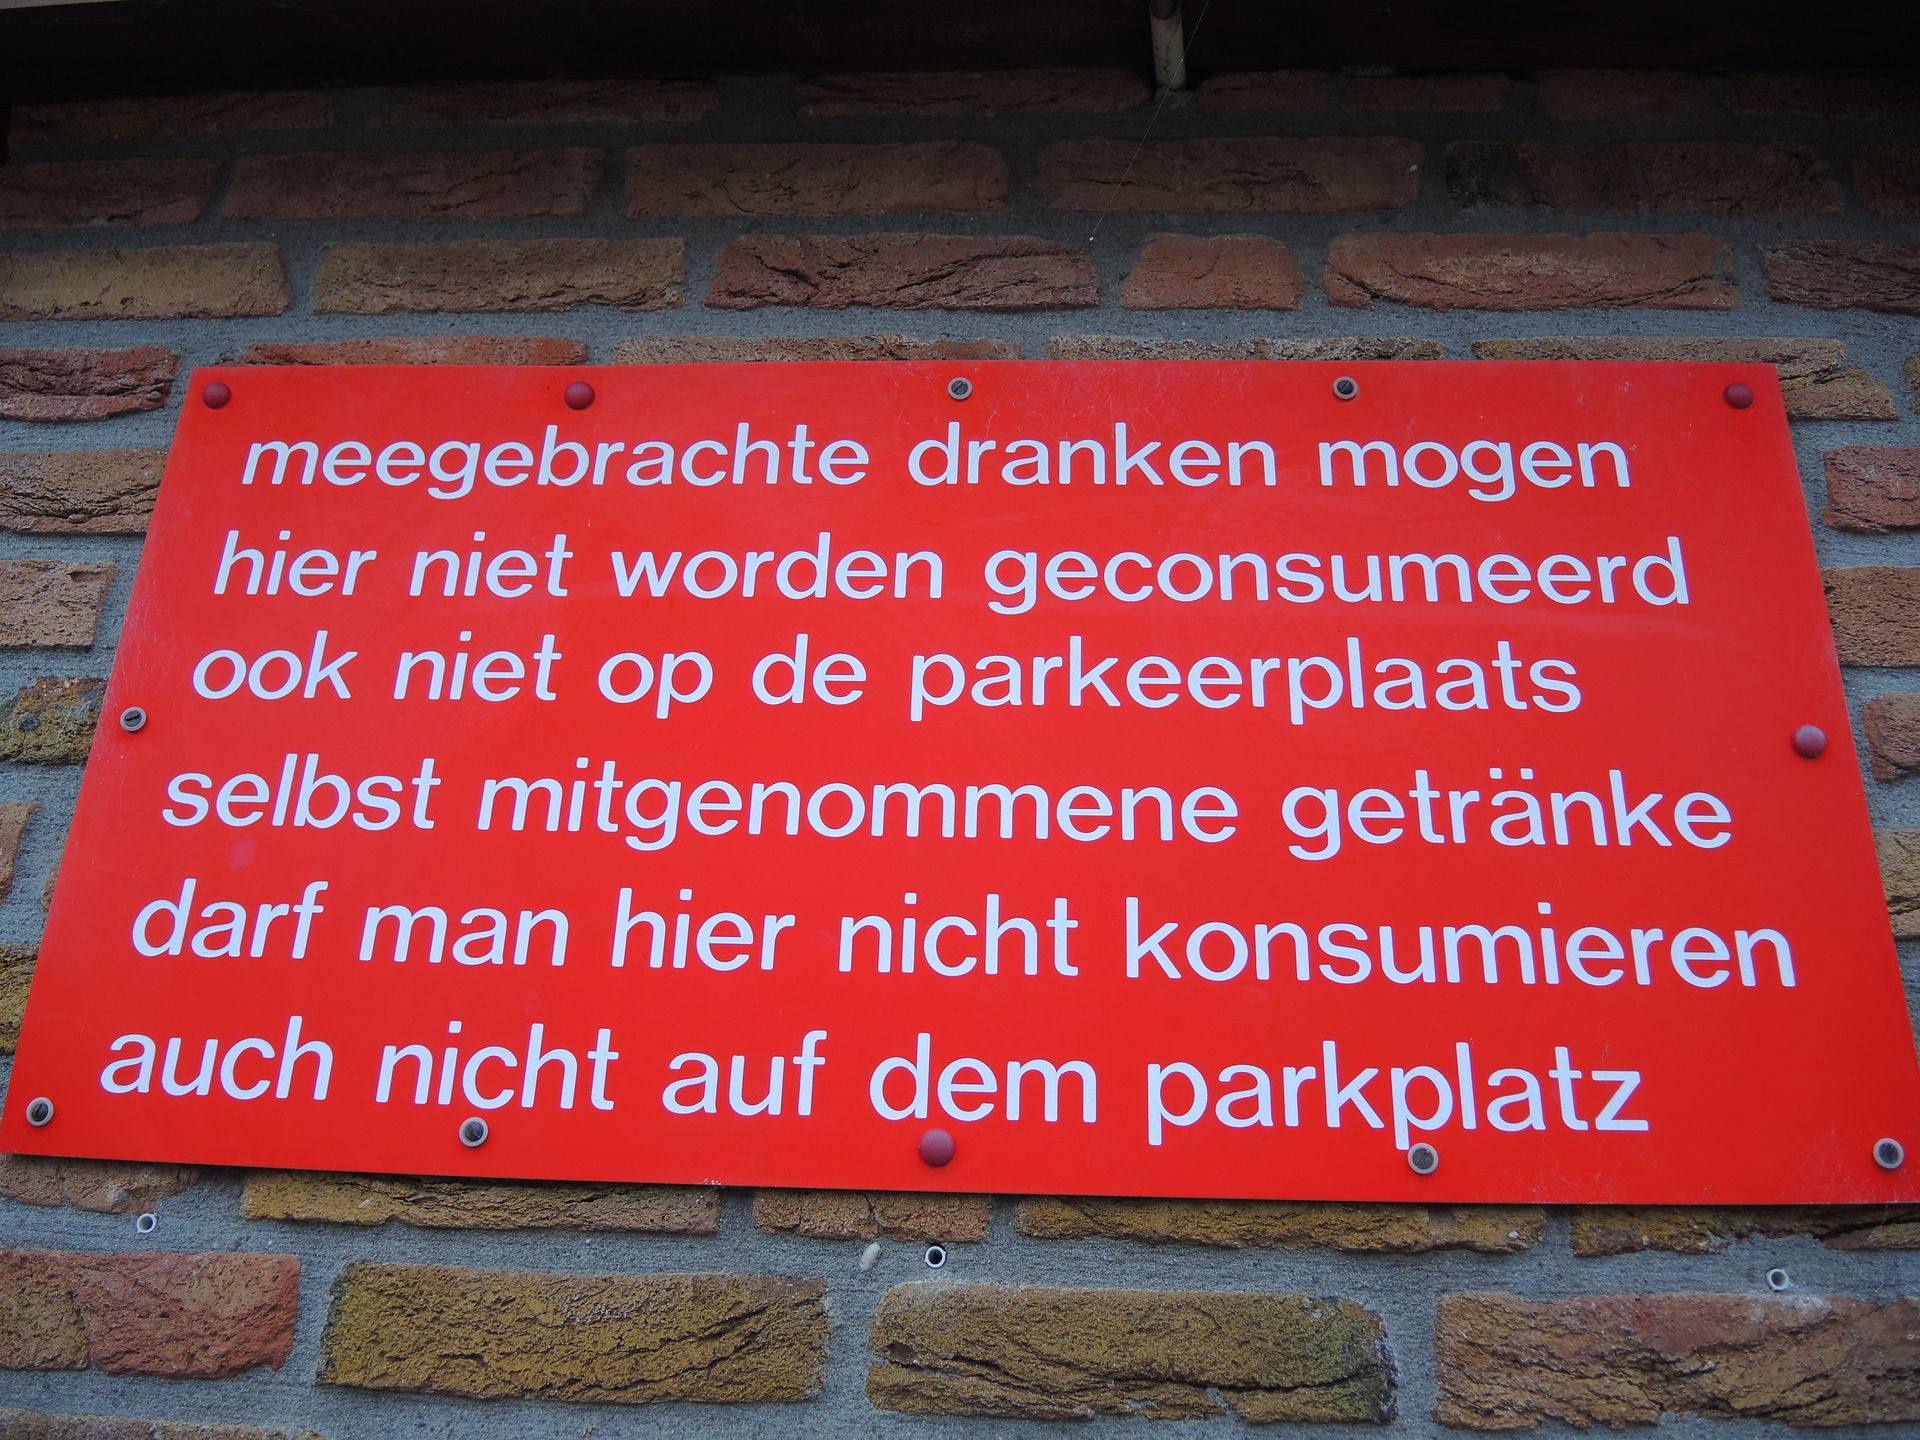 meegebrachte dranken mogen
hier niet worden geconsumeerd
ook niet op de parkeerplaats
selbst mitgenommene getränke
darf man hier nicht konsumieren
auch nicht auf dem parkplatz